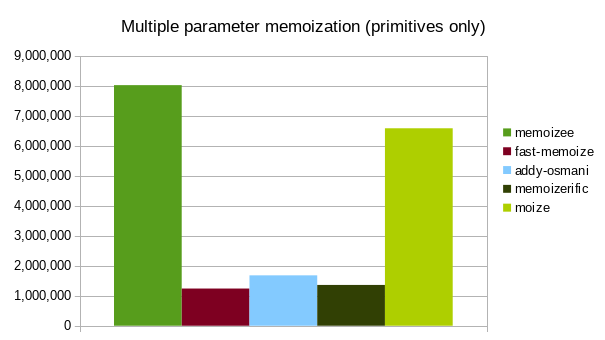 Multiple parameter memoization (primitives only)
9,000,000
8,000,000
7,000,000
6,000,000
5,000,000
4,000,000
3,000,000
2,000,000
1,000,000
0
memoizee
fast-memoize
addy-osmani
memoizerific
moize